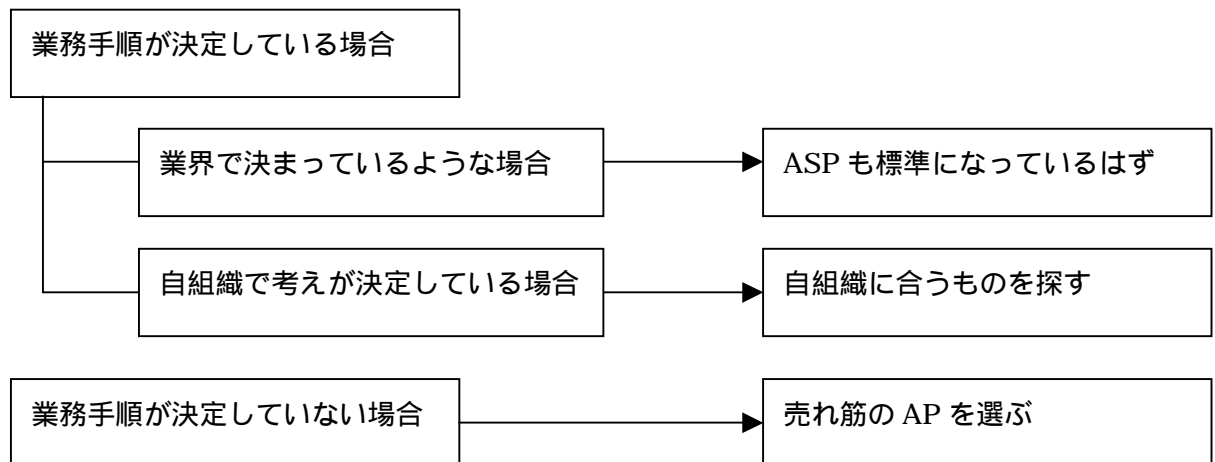 業務手順が決定している場合
業界で決まっているような場合
ASP も標準になっているはず
自組織で考えが決定している場合
自組織に合うものを探す
業務手順が決定していない場合
売れ筋の AP を選ぶ